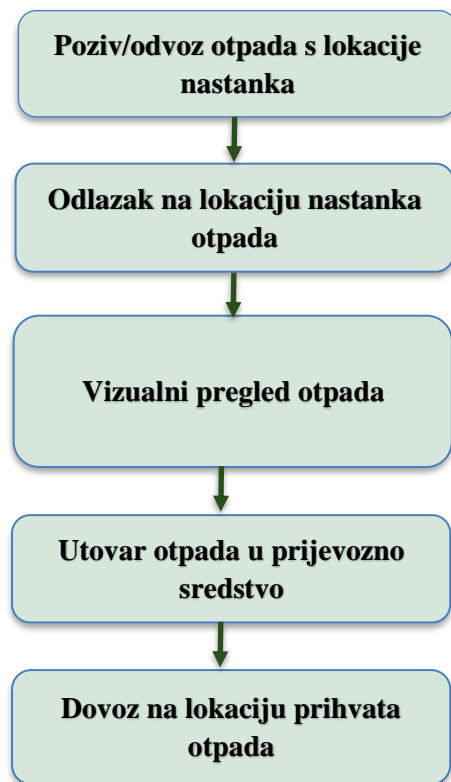 Poziv/odvoz otpada s lokacije
nastanka
Odlazak na lokaciju nastanka
otpada
Vizualni pregled otpada
Utovar otpada u prijevozno
sredstvo
Dovoz na lokaciju prihvata
otpada